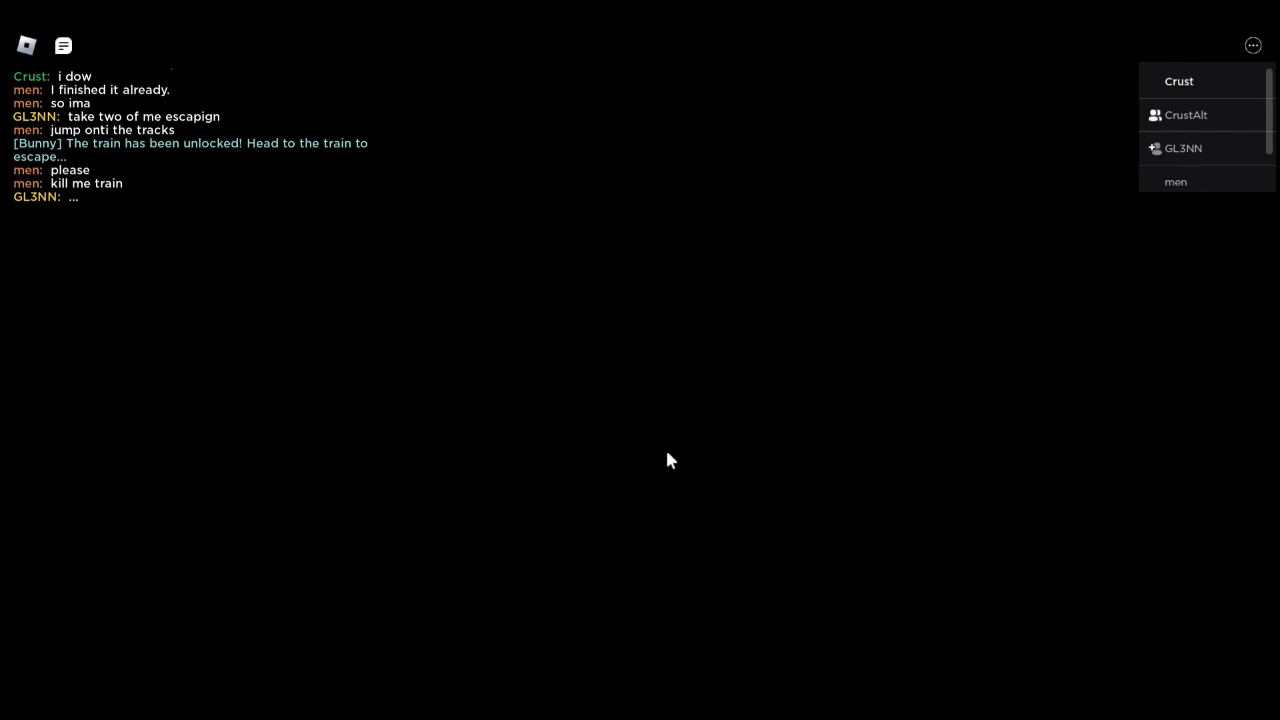 Crust: i dow
men: I finished it already.
men: so ima
GL3NN: take two of me escapign
men: jump onti the tracks
[Bunny] The train has been unlocked! Head to the train to
escape...
men: please
men: kill me train
GL3NN: ...
Crust
CrustAlt
GL3NN
men